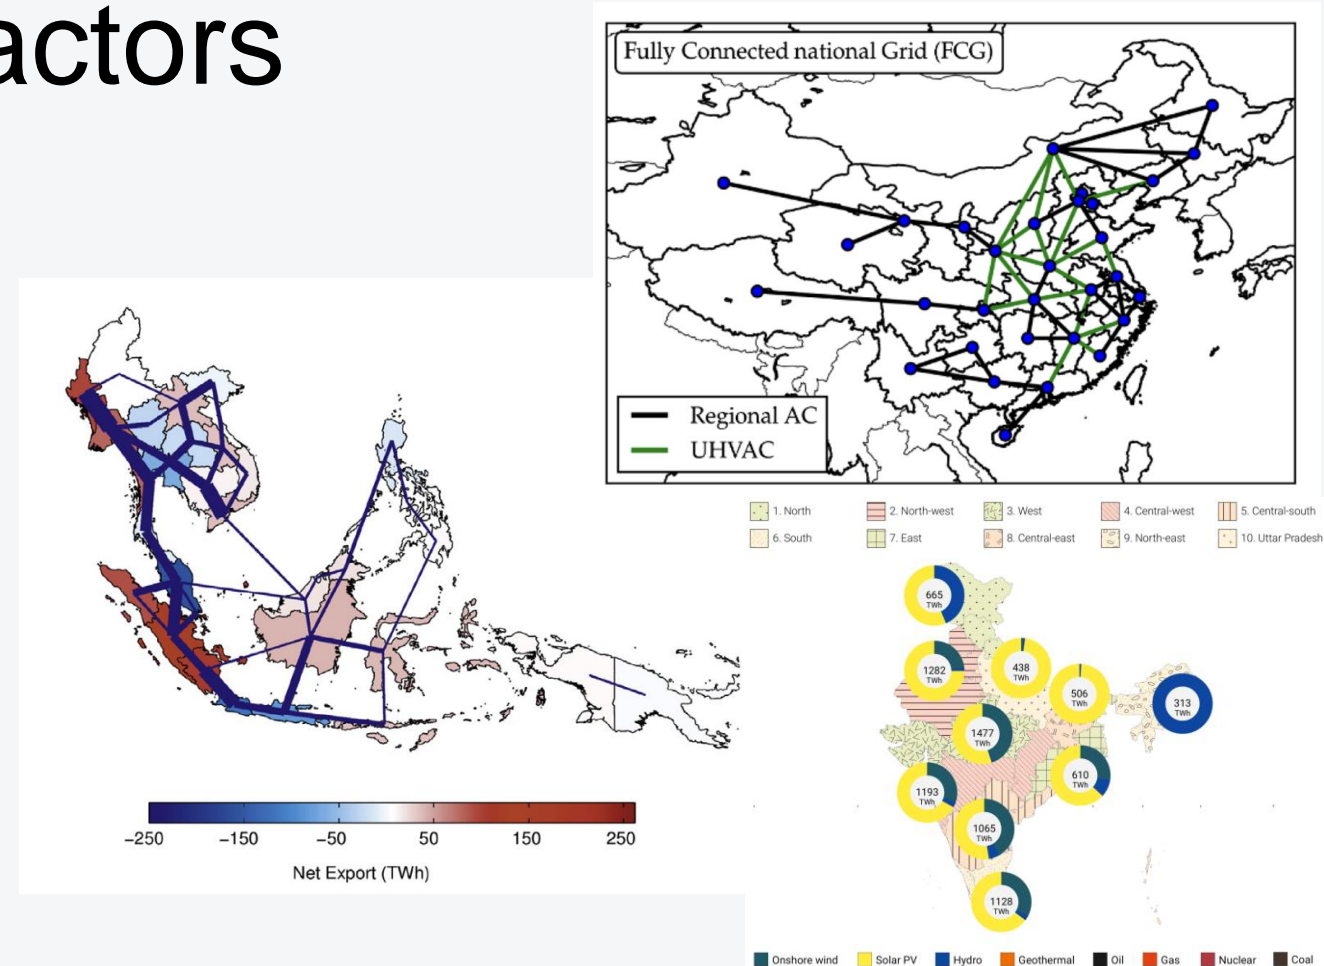 actors
Fully Connected national Grid (FCG)
Regional AC
UHVAC
−250 −150 −50 50 150 250
Net Export (TWh)
1. North 2. North-west 3. West 4. Central-west 5. Central-south
6. South 7. East 8. Central-east 9. North-east 10. Uttar Pradesh
665
TWh
1282
TWh
438
TWh
506
TWh
313
TWh
1477
TWh
610
TWh
1193
TWh
1065
TWh
1128
TWh
Onshore wind Solar PV Hydro Geothermal Oil Gas Nuclear Coal